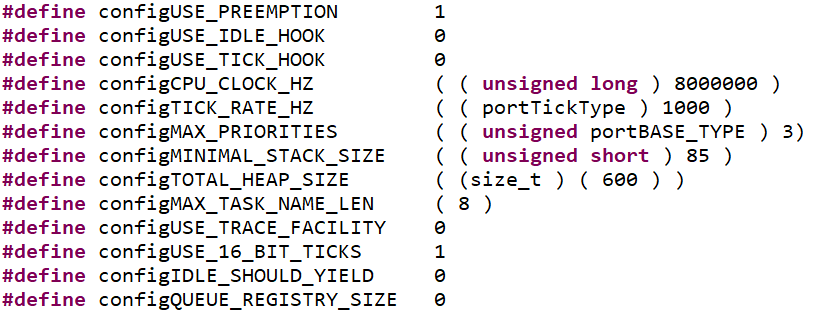 #define configUSE_PREEMPTION 1
#define configUSE_IDLE_HOOK 0
#define configUSE_TICK_HOOK 0
#define configCPU_CLOCK_HZ ( ( unsigned long ) 8000000 )
#define configTICK_RATE_HZ ( ( portTickType ) 1000 )
#define configMAX_PRIORITIES ( ( unsigned portBASE_TYPE ) 3)
#define configMINIMAL_STACK_SIZE ( ( unsigned short ) 85 )
#define configTOTAL_HEAP_SIZE ( (size_t ) ( 600 ) )
#define configMAX_TASK_NAME_LEN ( 8 )
#define configUSE_TRACE_FACILITY 0
#define configUSE_16_BIT_TICKS 1
#define configIDLE_SHOULD_YIELD 0
#define configQUEUE_REGISTRY_SIZE 0